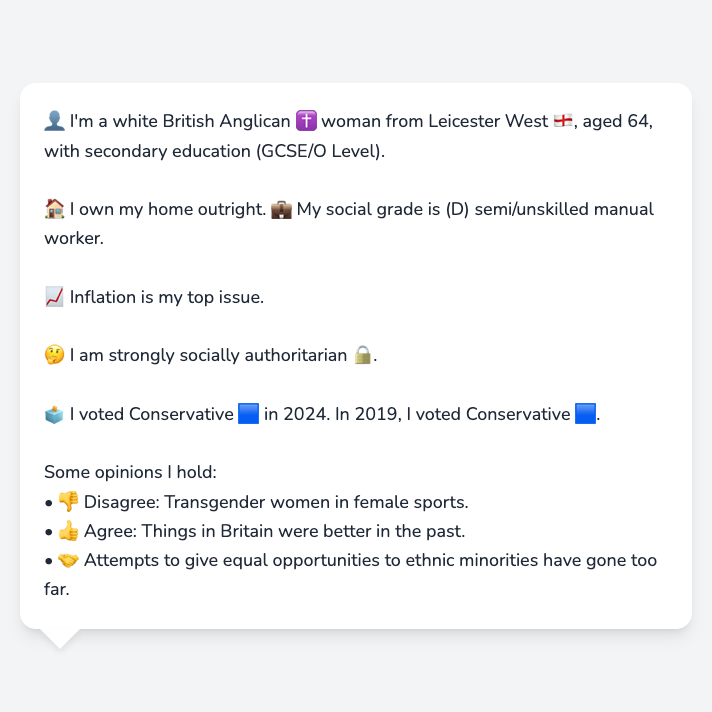 👤 I'm a white British Anglican ✝️ woman from Leicester West 🏴󠁧󠁢󠁥󠁮󠁧󠁿, aged 64,
with secondary education (GCSE/O Level).
🏠 I own my home outright. 💼 My social grade is (D) semi/unskilled manual
worker.
📈 Inflation is my top issue.
🤔 I am strongly socially authoritarian 🔒.
🗳️ I voted Conservative 🟦 in 2024. In 2019, I voted Conservative 🟦.
Some opinions I hold:
• 👎 Disagree: Transgender women in female sports.
• 👍 Agree: Things in Britain were better in the past.
• 🤝 Attempts to give equal opportunities to ethnic minorities have gone too
far.